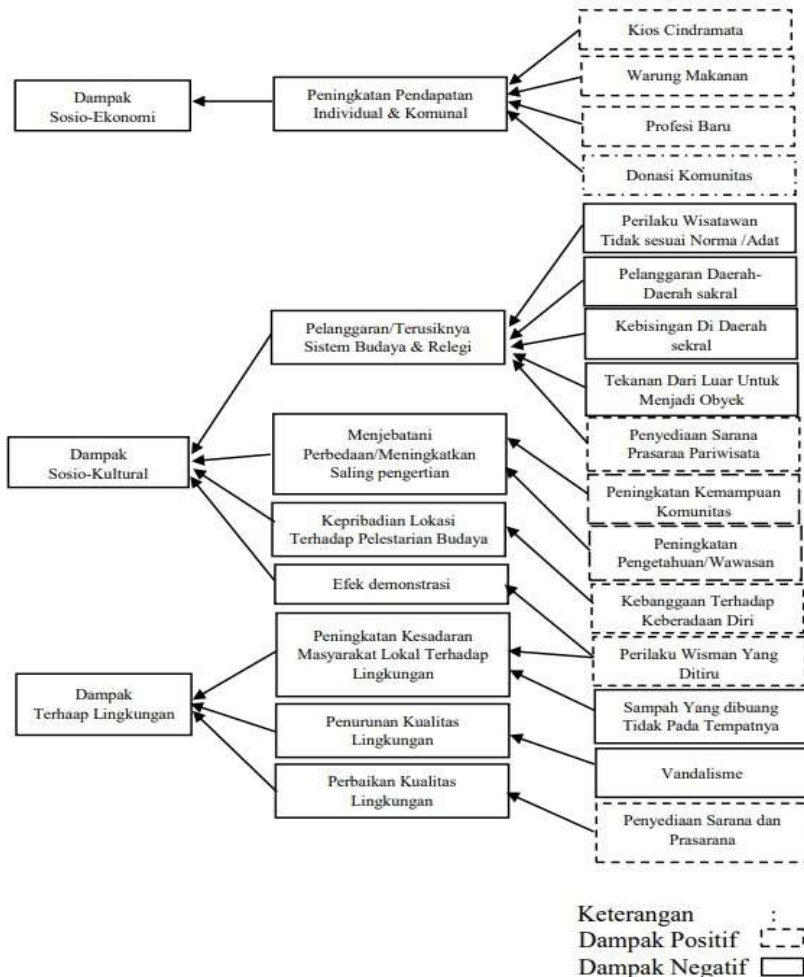 Kios Cindramata
Warung Makanan
Dampak
Sosio-Ekonomi
Peningkatan Pendapatan
Individual & Komunal
Profesi Baru
Donasi Komunitas
Perilaku Wisatawan
Tidak sesuai Norma /Adat
Pelanggaran Daerah-
Daerah sakral
Pelanggaran/Terusiknya
Sistem Budaya & Relegi
Kebisingan Di Daerah
sekral
Tekanan Dari Luar Untuk
Menjadi Obyek
Dampak
Sosio-Kultural
Menjebatani
Perbedaan/Meningkatkan
Saling pengertian
Penyediaan Sarana
Prasaraa Pariwisata
Peningkatan Kemampuan
Komunitas
Kepribadian Lokasi
Terhadap Pelestarian Budaya
Peningkatan
Pengetahuan/Wawasan
Efek demonstrasi
Kebanggaan Terhadap
Keberadaan Diri
Peningkatan Kesadaran
Masyarakat Lokal Terhadap
Lingkungan
Perilaku Wisman Yang
Ditiru
Dampak
Terhaap Lingkungan
Sampah Yang dibuang
Tidak Pada Tempatnya
Penurunan Kualitas
Lingkungan
Vandalisme
Perbaikan Kualitas
Lingkungan
Penyediaan Sarana dan
Prasarana
Keterangan :
Dampak Positif
Dampak Negatif